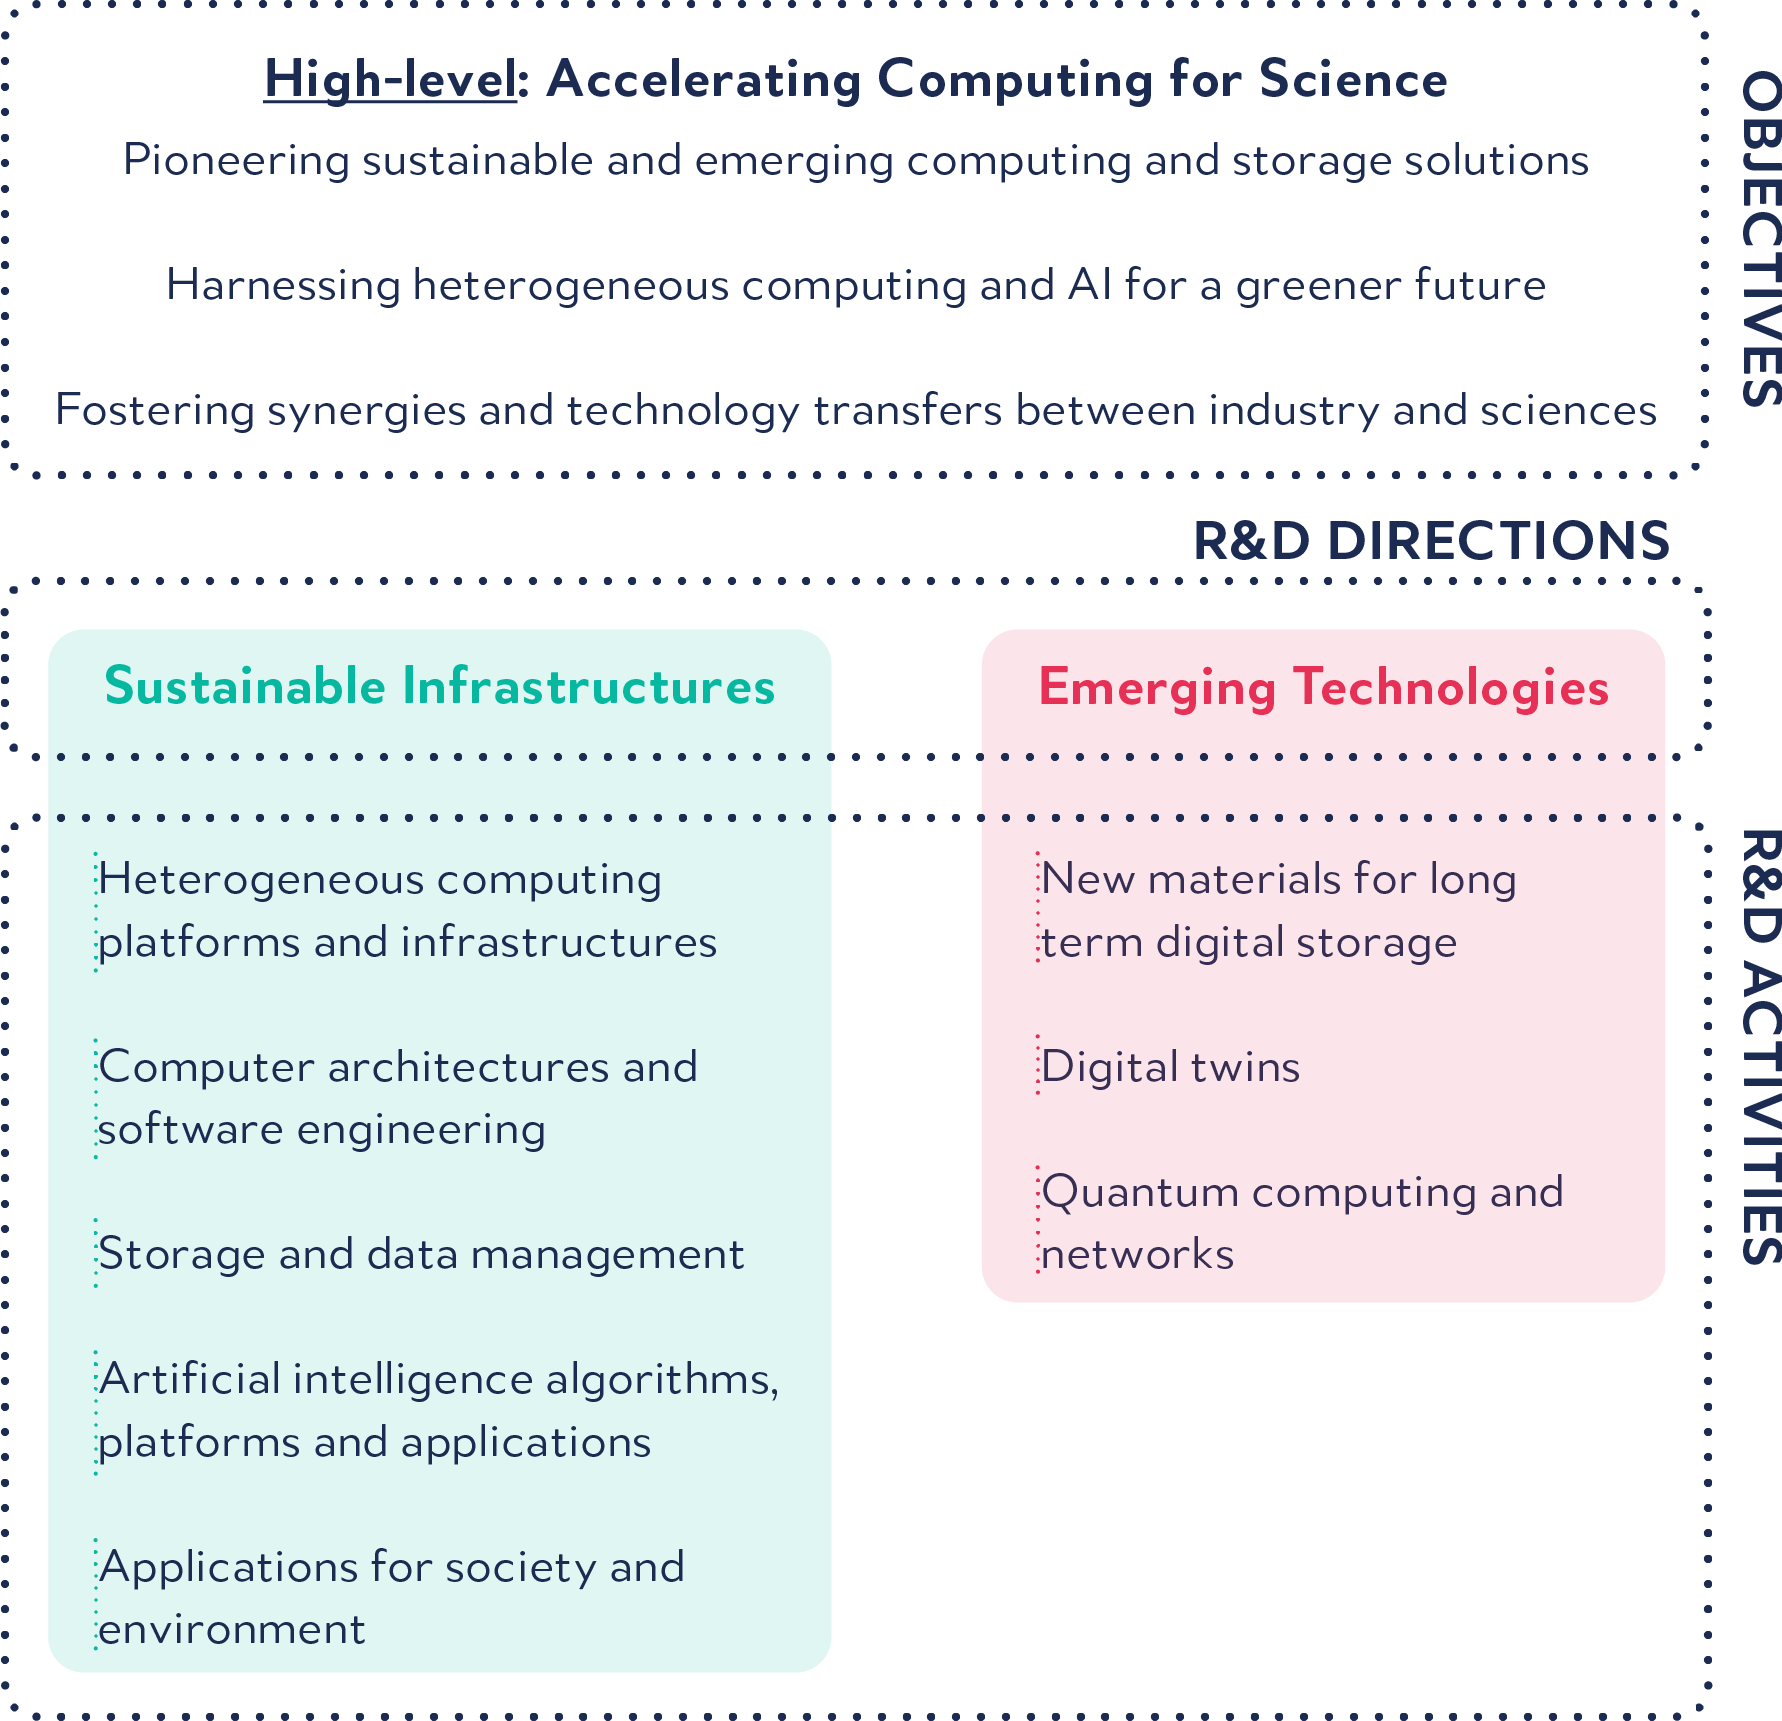 High-level: Accelerating Computing for Science
Pioneering sustainable and emerging computing and storage solutions
Harnessing heterogeneous computing and AI for a greener future
Fostering synergies and technology transfers between industry and sciences
OBJECTIVES
R&D DIRECTIONS
Sustainable Infrastructures
Emerging Technologies
Heterogeneous computing
platforms and infrastructures
Computer architectures and
software engineering
Storage and data management
Artificial intelligence algorithms,
platforms and applications
Applications for society and
environment
New materials for long
term digital storage
Digital twins
Quantum computing and
networks
R&D ACTIVITIES